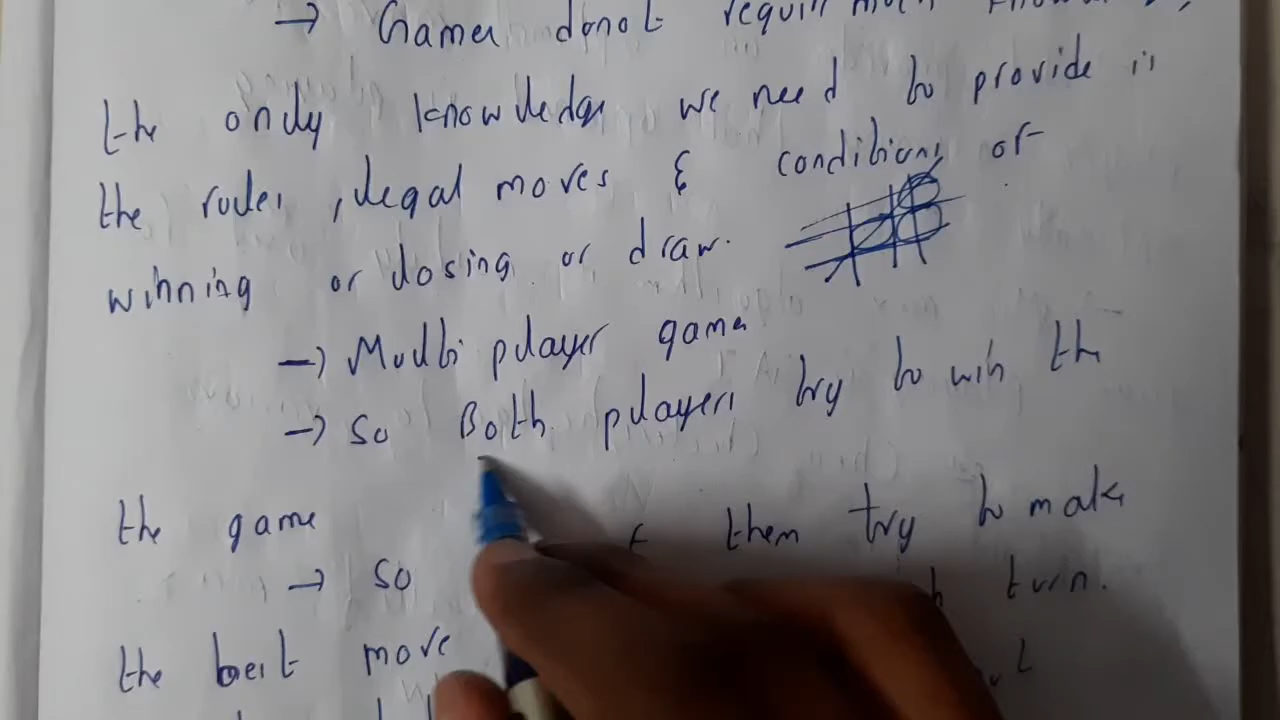 → Games donot require much
the only knowledge we need to provide is
the rules, legal moves & conditions of
winning or losing or draw.
→ Multi player game
→ So Both players try to win the
the game them try to make
→ So turn.
the best move